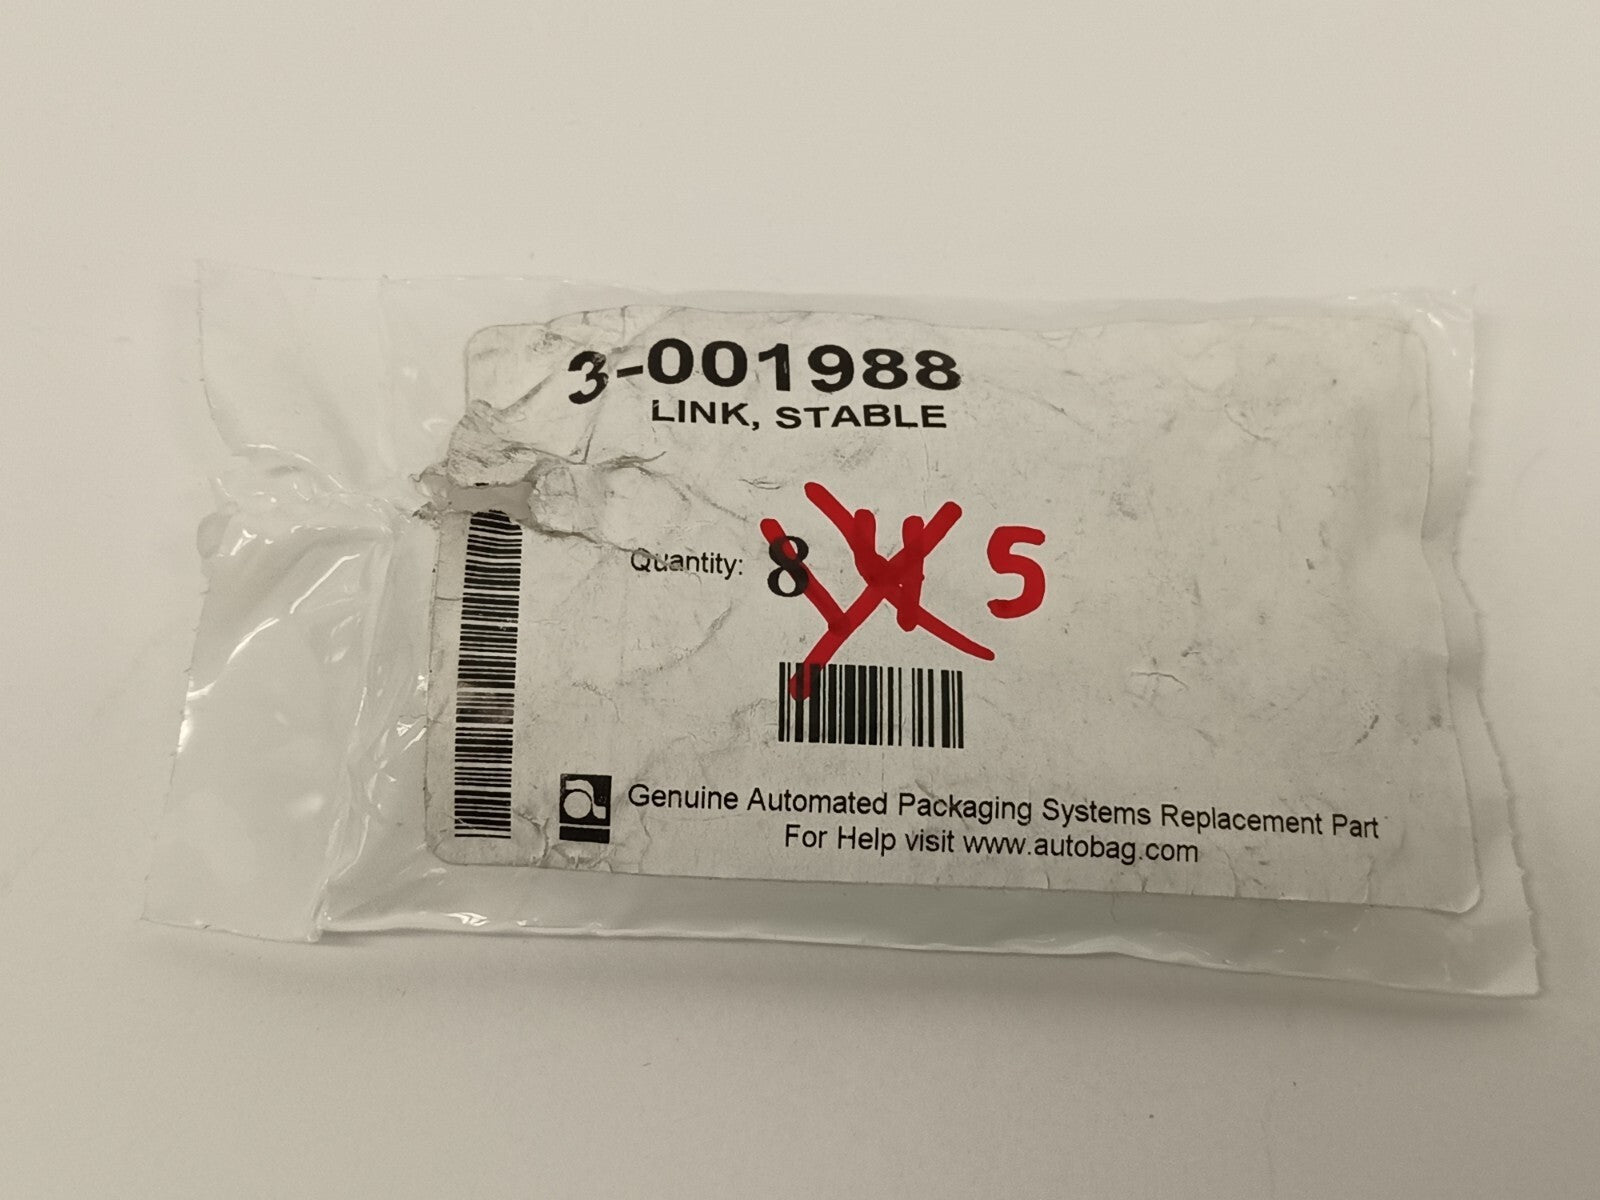 3-001988
LINK, STABLE
Quantity: 8 4 5
Genuine Automated Packaging Systems Replacement Part
For Help visit www.autobag.com